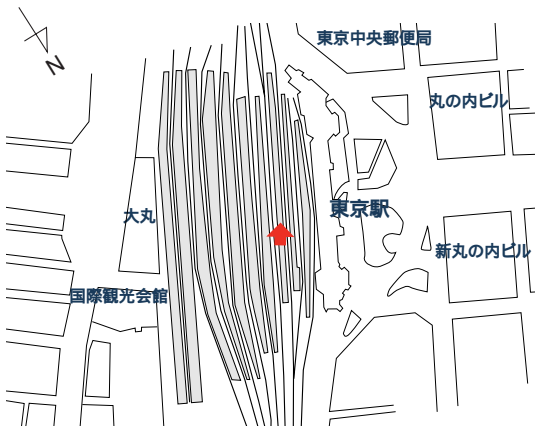 東京中央郵便局
N
丸の内ビル
東京駅
大丸
新丸の内ビル
国際観光会館